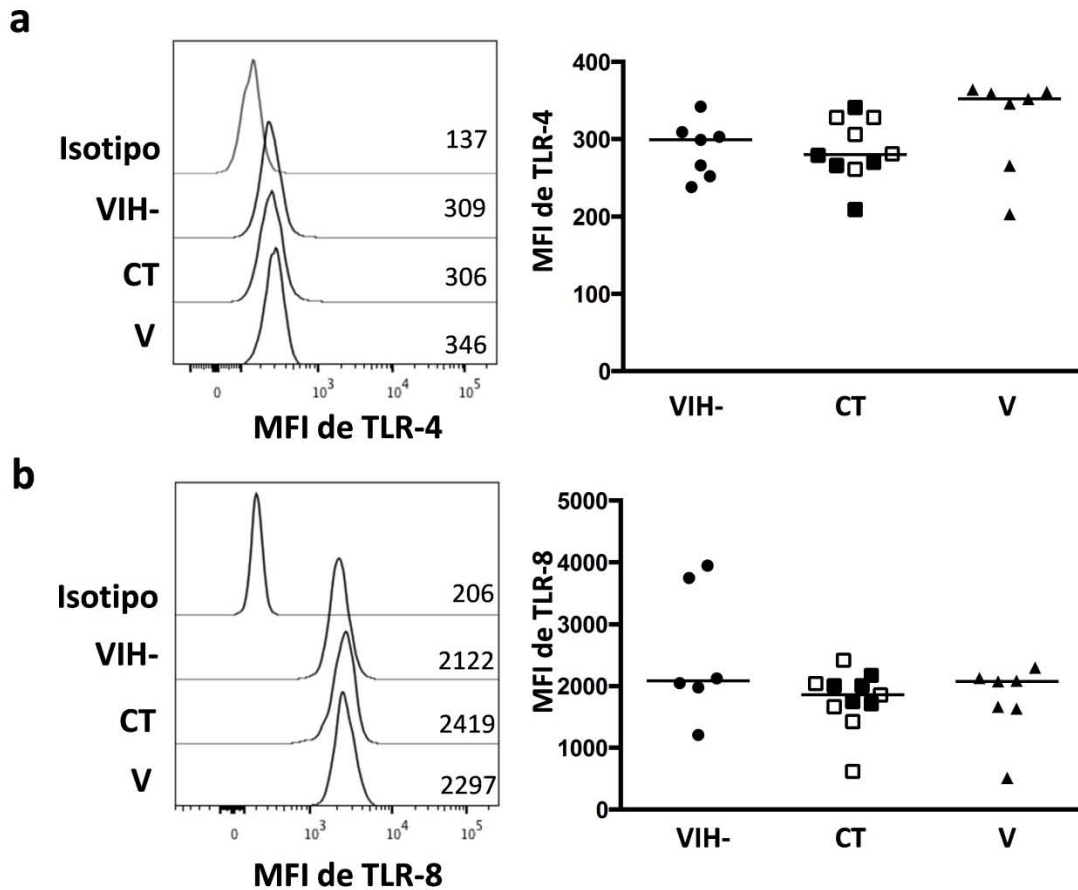 a
Isotipo 137
VIH- 309
CT 306
V 346
0 10³ 10⁴ 10⁵
MFI de TLR-4
MFI de TLR-4
400
300
200
100
0
VIH- CT V
b
Isotipo 206
VIH- 2122
CT 2419
V 2297
0 10³ 10⁴ 10⁵
MFI de TLR-8
MFI de TLR-8
5000
4000
3000
2000
1000
0
VIH- CT V